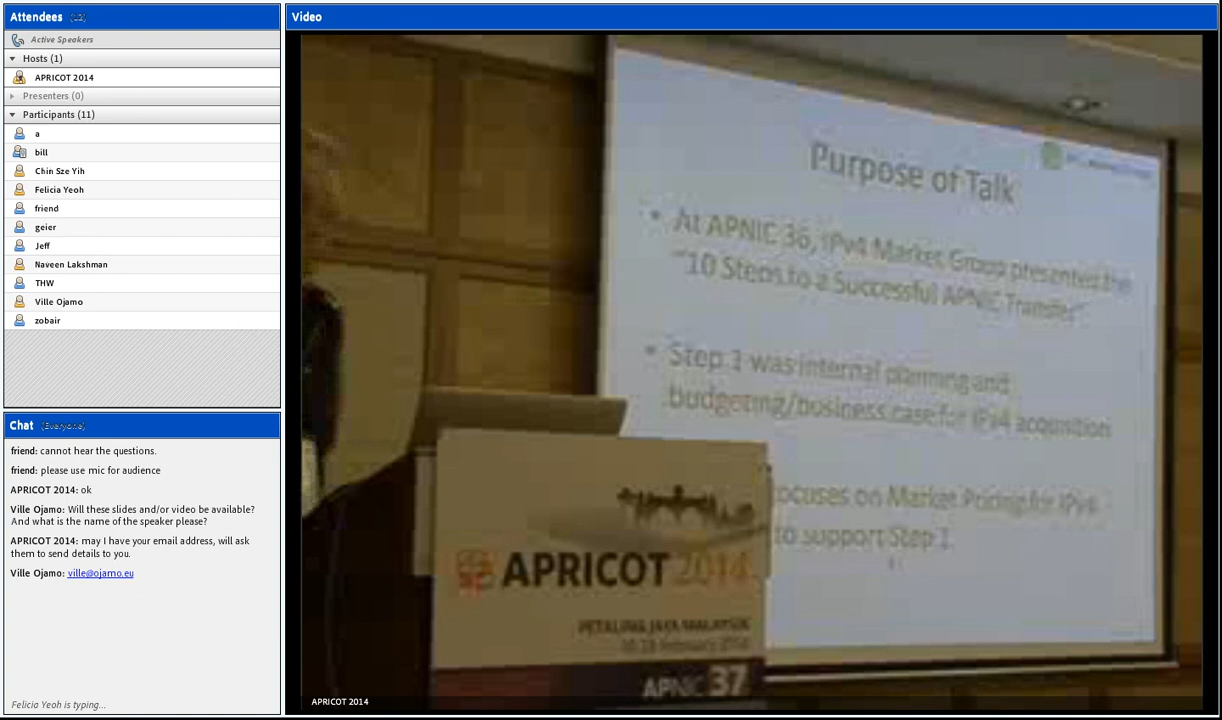 Attendees (12)
Active Speakers
Hosts (1)
APRICOT 2014
Presenters (0)
Participants (11)
a
bill
Chin Sze Yih
Felicia Yeoh
friend
geier
Jeff
Naveen Lakshman
THW
Ville Ojamo
zobair
Chat (Everyone)
friend: cannot hear the questions.
friend: please use mic for audience
APRICOT 2014: ok
Ville Ojamo: Will these slides and/or video be available?
And what is the name of the speaker please?
APRICOT 2014: may I have your email address, will ask
them to send details to you.
Ville Ojamo: ville@ojamo.eu
Felicia Yeoh is typing...
Video
Purpose of Talk
• At APNIC 36, IPv4 Market Group presented the
"10 Steps to a Successful APNIC Transfer"
• Step 1 was internal planning and
budgeting/business case for IPv4 acquisition
ocuses on Market Pricing for IPv4
to support Step 1
APRICOT 2014
PETALING JAYA MALAYSIA
February 2014
APNIC 37
APRICOT 2014